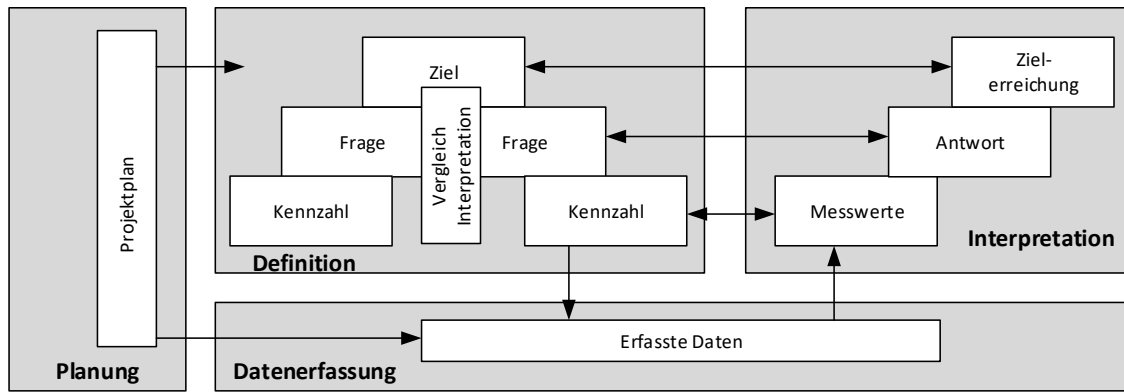 Projektplan
Planung
Ziel
Frage
Vergleich
Interpretation
Frage
Kennzahl
Kennzahl
Definition
Ziel-
erreichung
Antwort
Messwerte
Interpretation
Erfasste Daten
Datenerfassung